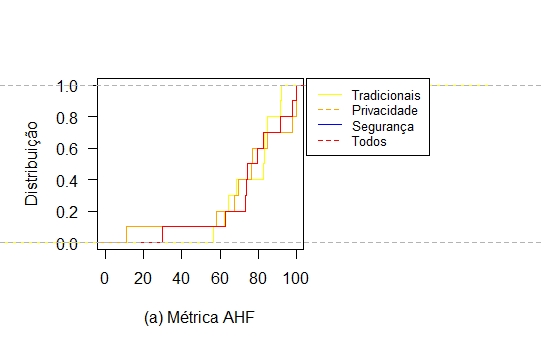 1.0
0.8
0.6
0.4
0.2
0.0
Distribuição
0 20 40 60 80 100
Tradicionais
Privacidade
Segurança
Todos
(a) Métrica AHF